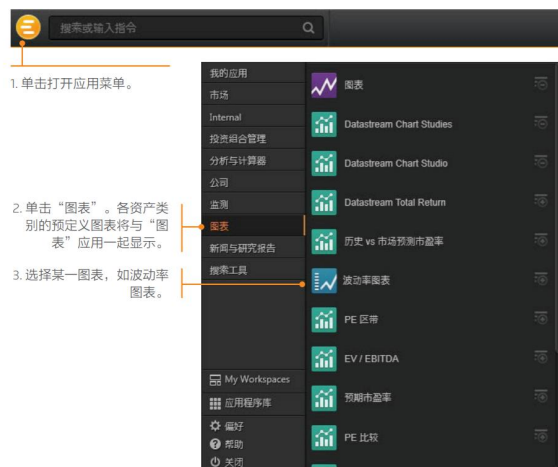 搜索或输入指令
1. 单击打开应用菜单。
2. 单击“图表”。各资产类
别的预定义图表将与“图
表”应用一起显示。
3. 选择某一图表，如波动率
图表。
我的应用
市场
Internal
投资组合管理
分析与计算器
公司
监测
图表
新闻与研究报告
搜索工具
My Workspaces
应用程序库
偏好
帮助
关闭
图表
Datastream Chart Studies
Datastream Chart Studio
Datastream Total Return
历史 vs 市场预测市盈率
波动率图表
PE 区带
EV / EBITDA
预期市盈率
PE 比较